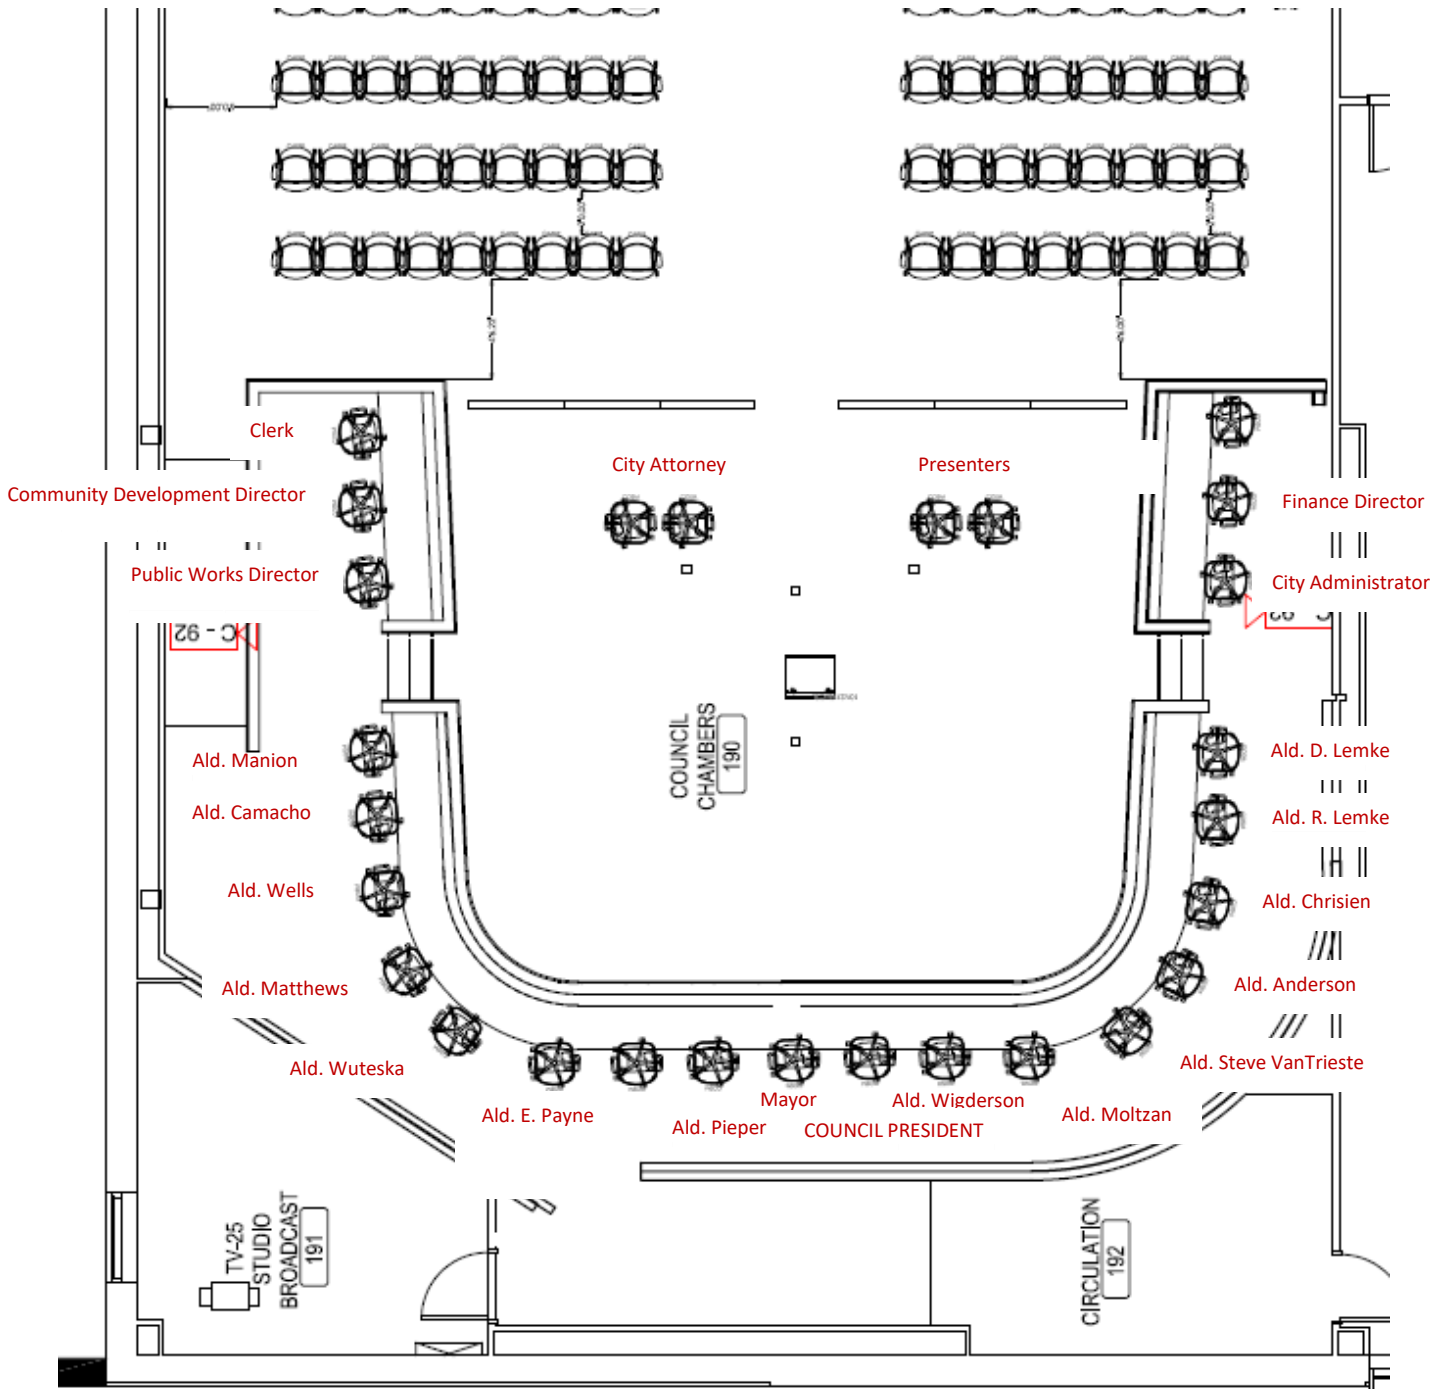 Clerk
City Attorney
Presenters
Community Development Director
Finance Director
Public Works Director
City Administrator
C - 92
COUNCIL
CHAMBERS
190
Ald. Manion
Ald. D. Lemke
Ald. Camacho
Ald. R. Lemke
Ald. Wells
Ald. Chrisien
Ald. Matthews
Ald. Anderson
Ald. Wuteska
Ald. Steve VanTrieste
Ald. E. Payne
Ald. Pieper
Mayor
Ald. Wigderson
COUNCIL PRESIDENT
Ald. Moltzan
TV-25
STUDIO
BROADCAST
191
CIRCULATION
192